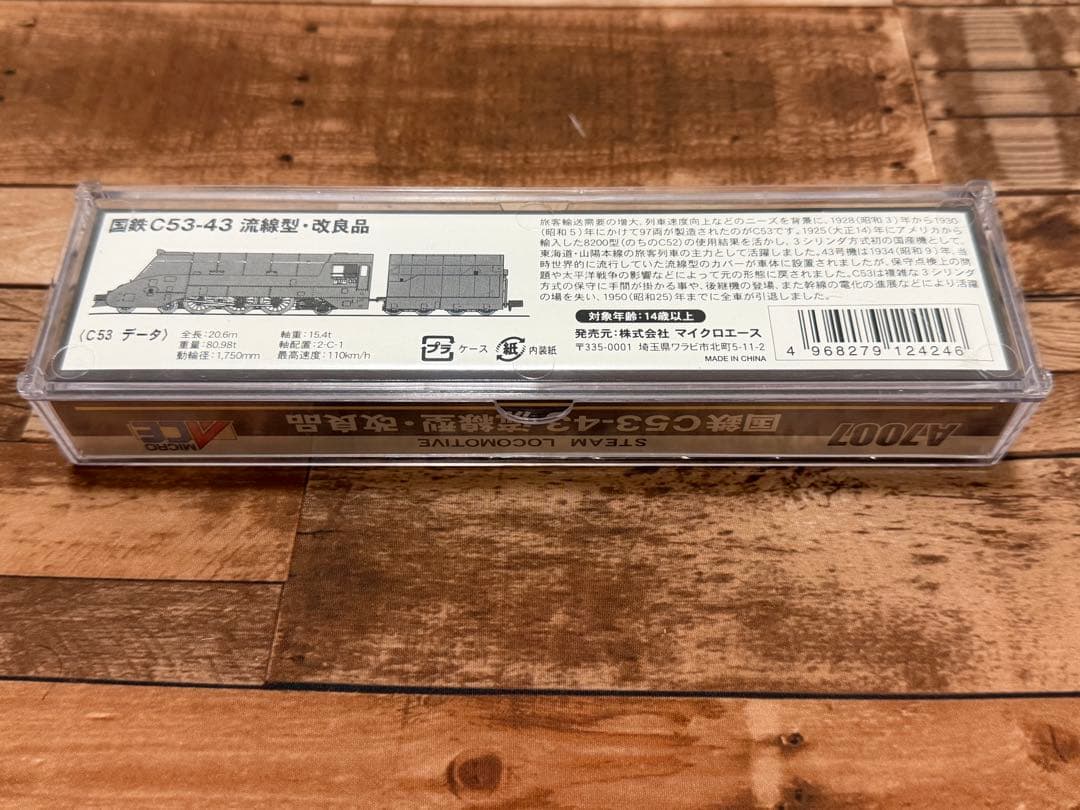 国鉄C53-43 流線型・改良品
旅客輸送需要の増大、列車速度向上などのニーズを背景に、1928(昭和3)年から1930
(昭和5)年にかけて97両が製造されたのがC53です。1925(大正14)年にアメリカから
輸入した8200型(のちのC52)の使用結果を活かし、3シリンダ方式初の国産機として、
東海道・山陽本線の旅客列車の主力として活躍しました。43号機は1934(昭和9)年、当
時世界的に流行していた流線型のカバーが車体に設置されましたが、保守点検上の問
題や太平洋戦争の影響などによって元の形態に戻されました。C53は複雑な3シリンダ
方式の保守に手間が掛かる事や、後継機の登場、また幹線の電化の進展などにより活躍
の場を失い、1950(昭和25)年までに全車が引退しました。
〈C53 データ〉
全長:20.6m
重量:80.98t
動輪径:1,750mm
軸重:15.4t
軸配置:2-C-1
最高速度:110km/h
プラ ケース
紙 内装紙
対象年齢:14歳以上
発売元:株式会社 マイクロエース
〒335-0001 埼玉県ワラビ市北町5-11-2
MADE IN CHINA
4 968279 124246
A7007
STEAM LOCOMOTIVE
国鉄C53-43 流線型・改良品
MICRO ACE